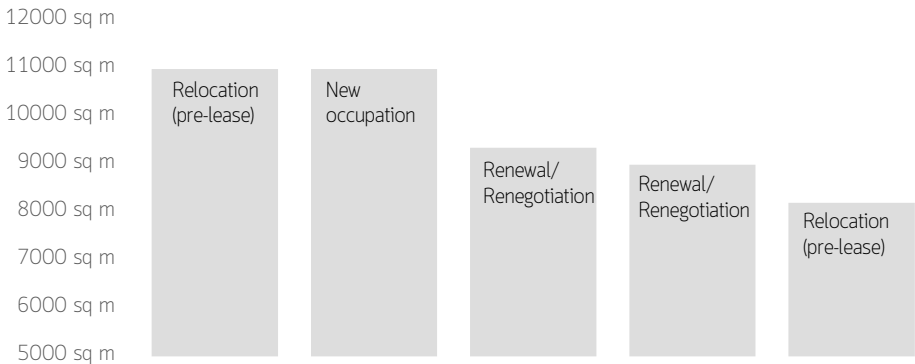 12000 sq m
11000 sq m
10000 sq m
9000 sq m
8000 sq m
7000 sq m
6000 sq m
5000 sq m
Relocation
(pre-lease)
New
occupation
Renewal/
Renegotiation
Renewal/
Renegotiation
Relocation
(pre-lease)